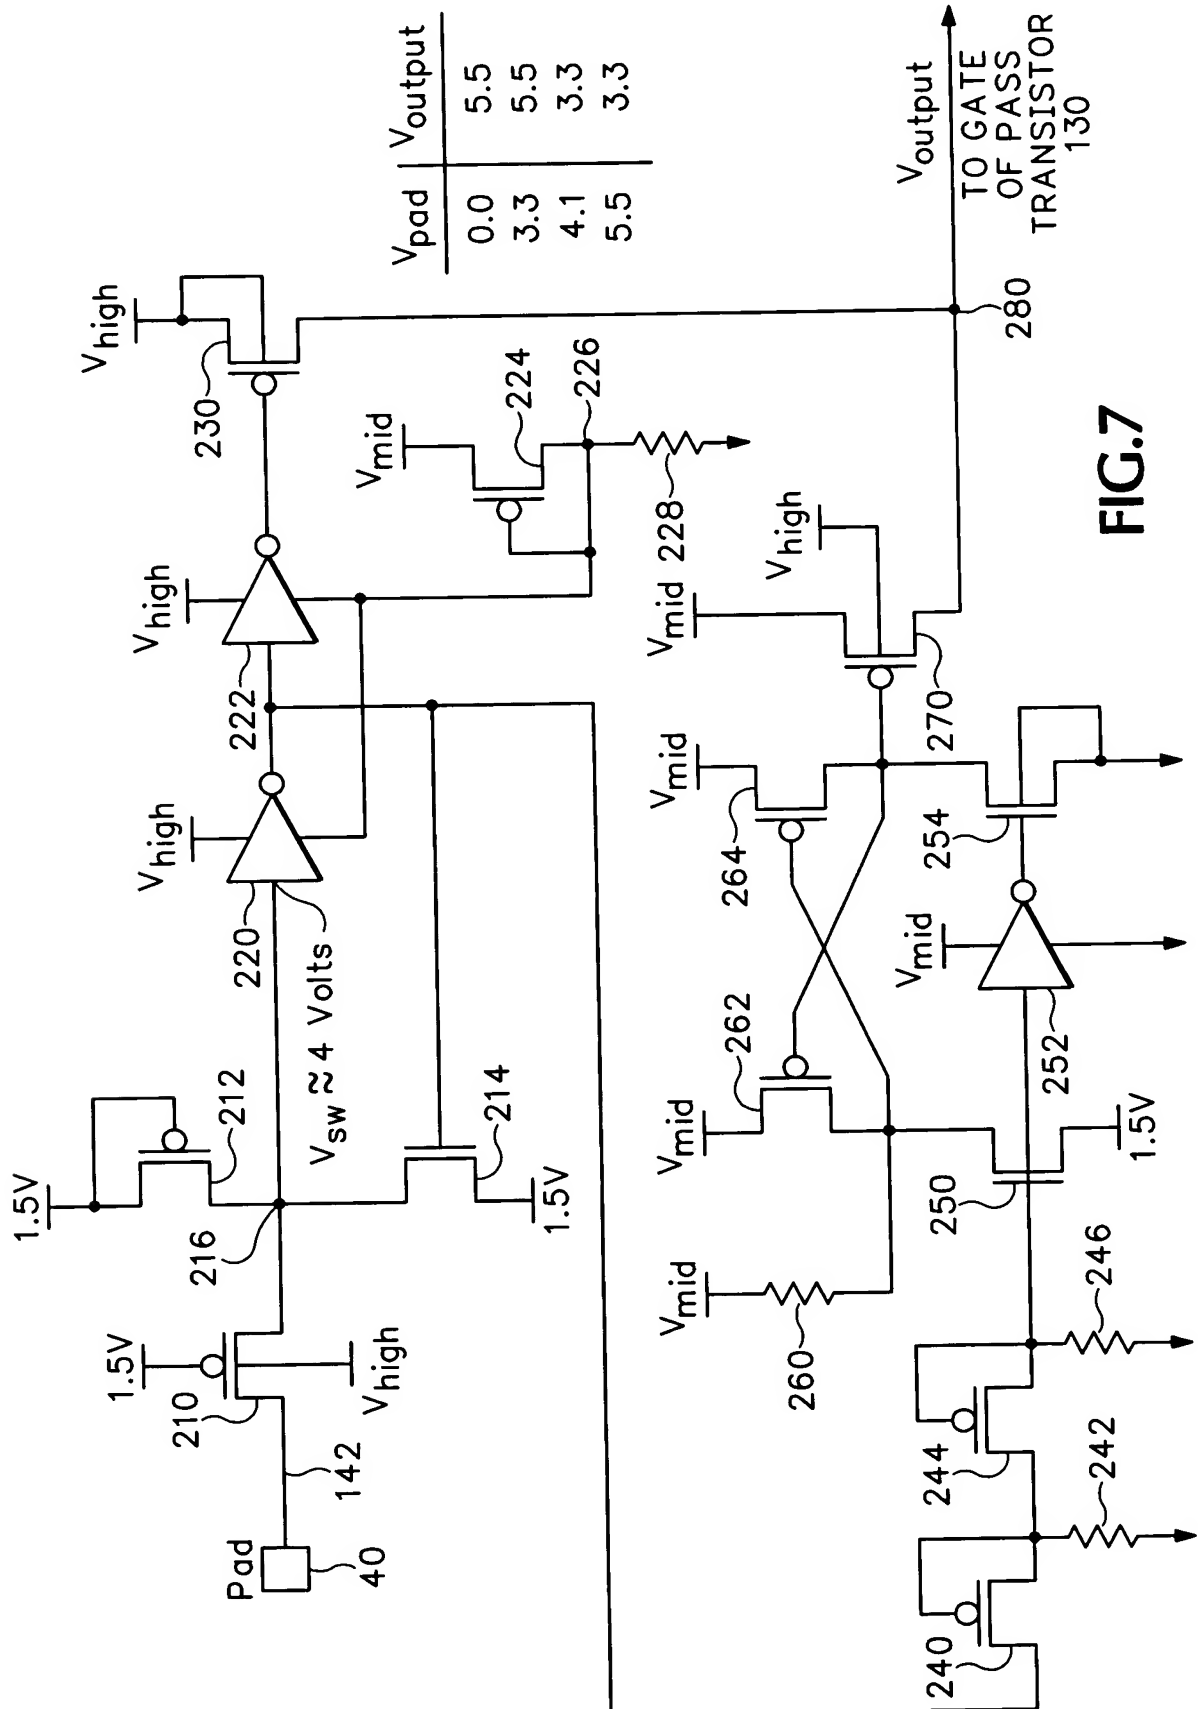 Pad
40
142
210
1.5V
Vhigh
216
1.5V
212
214
1.5V
Vsw ≈ 4 Volts
220
Vhigh
222
Vhigh
230
Vhigh
Vmid
224
226
228
Vpad Voutput
0.0 5.5
3.3 5.5
4.1 3.3
5.5 3.3
240
242
244
246
250
1.5V
252
Vmid
254
260
Vmid
262
Vmid
264
Vmid
270
Vmid
Vhigh
280
Voutput
TO GATE
OF PASS
TRANSISTOR
130
FIG.7